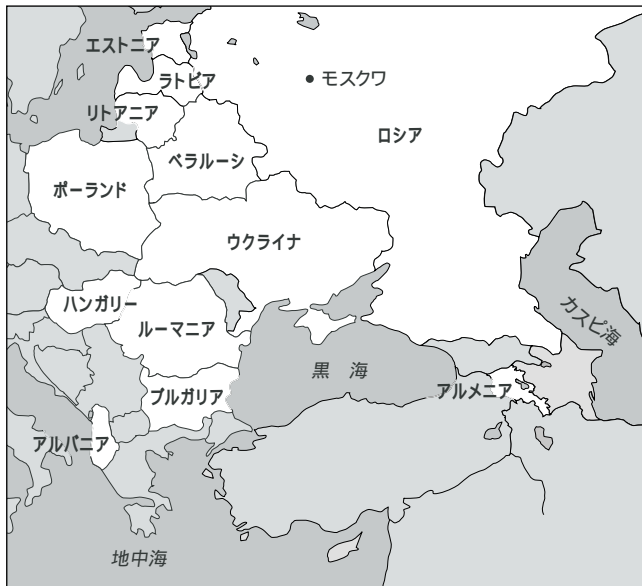 エストニア
ラトビア
モスクワ
リトアニア
ロシア
ベラルーシ
ポーランド
ウクライナ
ハンガリー
カスピ海
ルーマニア
黒 海
ブルガリア
アルメニア
アルバニア
地中海